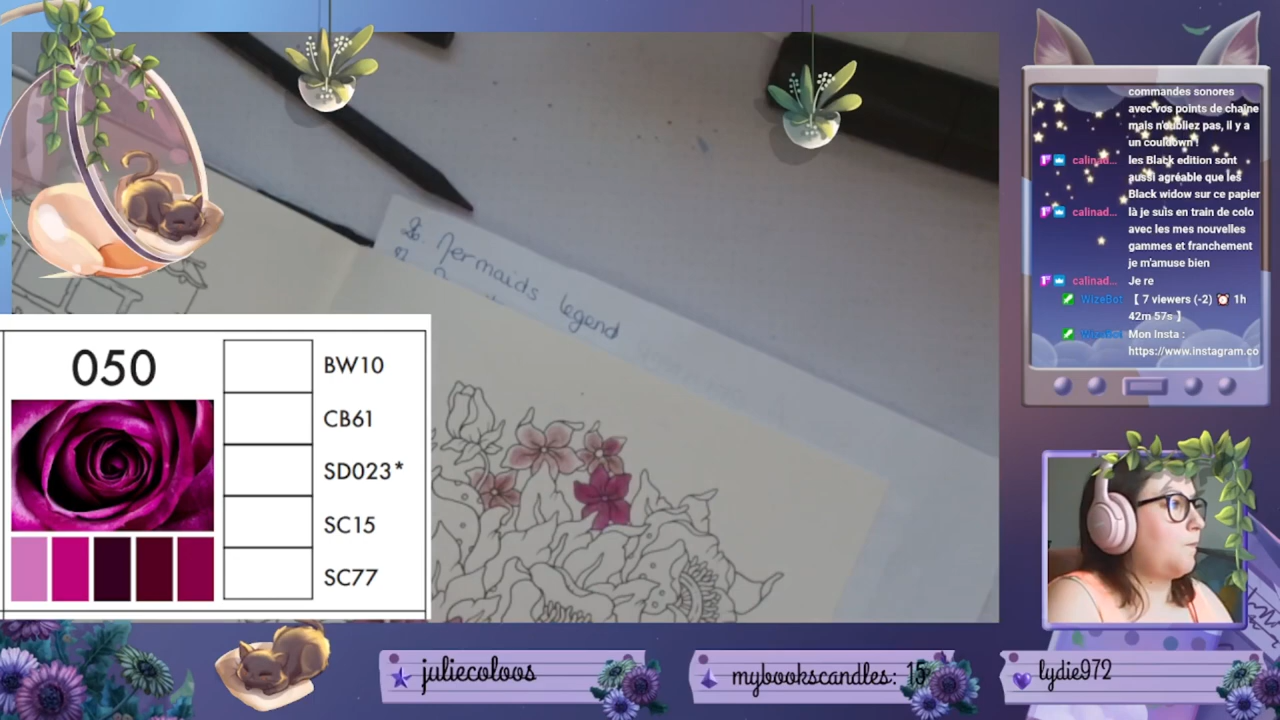 26. Mermaids legend
050
BW10
CB61
SD023*
SC15
SC77
commandes sonores
avec vos points de chaîne
mais n'oubliez pas, il y a
un couldown !
calinad... les Black edition sont
aussi agréable que les
Black widow sur ce papier
calinad... là je suis en train de colo
avec les mes nouvelles
gammes et franchement
je m'amuse bien
calinad... Je re
WizeBot 【 7 viewers (-2) ⏰ 1h
42m 57s 】
WizeBot Mon Insta :
https://www.instagram.co
juliecoloos
mybookscandles: 15
lydie972